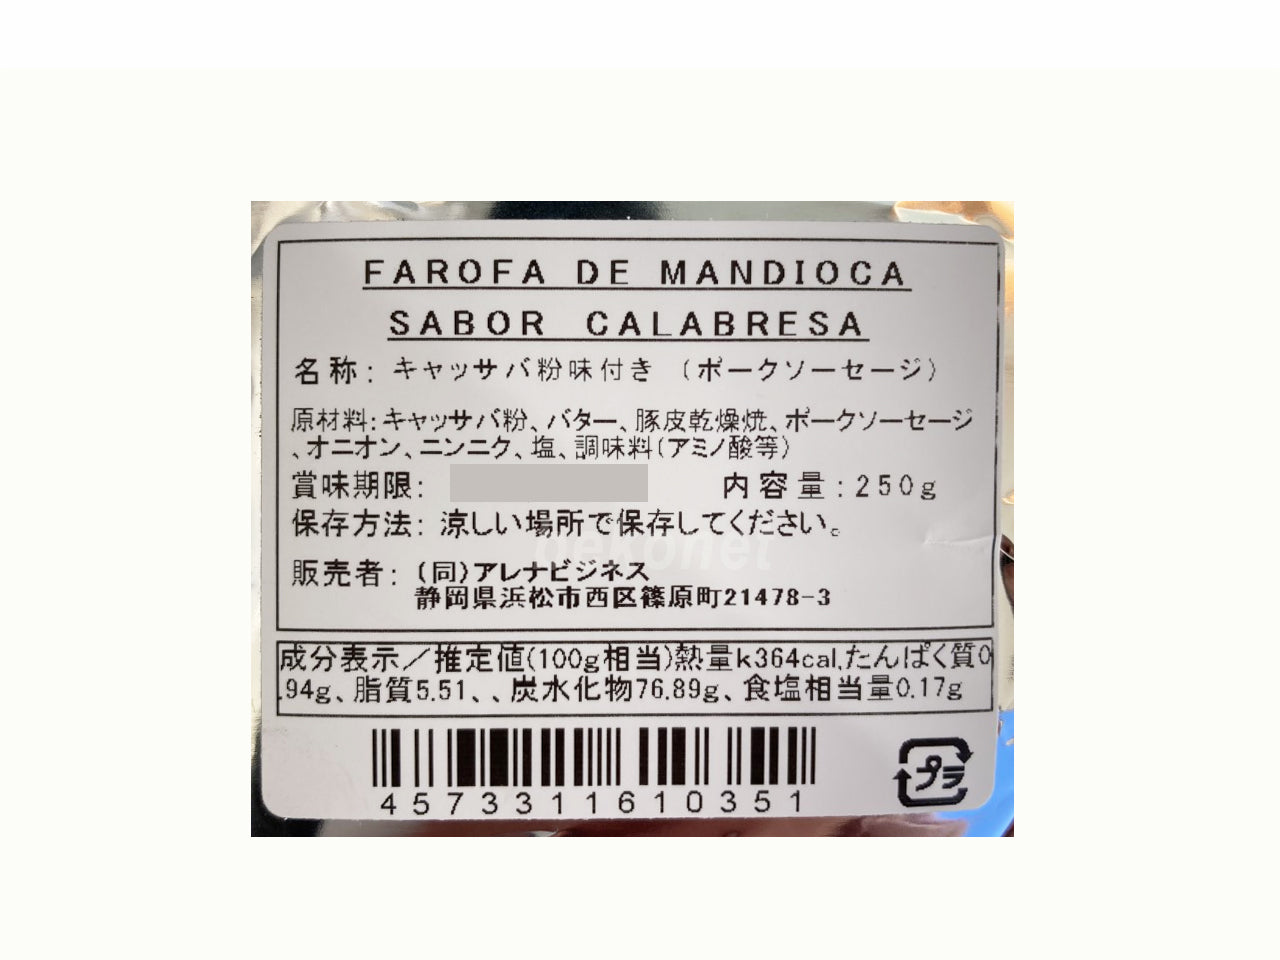 FAROFA DE MANDIOCA
SABOR CALABRESA
名称: キャッサバ粉味付き (ポークソーセージ)
原材料: キャッサバ粉、バター、豚皮乾燥焼、ポークソーセージ
、オニオン、ニンニク、塩、調味料(アミノ酸等)
賞味期限: 内容量:250g
保存方法: 涼しい場所で保存してください。
dekonet
販売者: (同)アレナビジネス
静岡県浜松市西区篠原町21478-3
成分表示/推定値(100g相当)熱量k364cal,たんぱく質0
.94g、脂質5.51、、炭水化物76.89g、食塩相当量0.17g
4573311610351
プラ